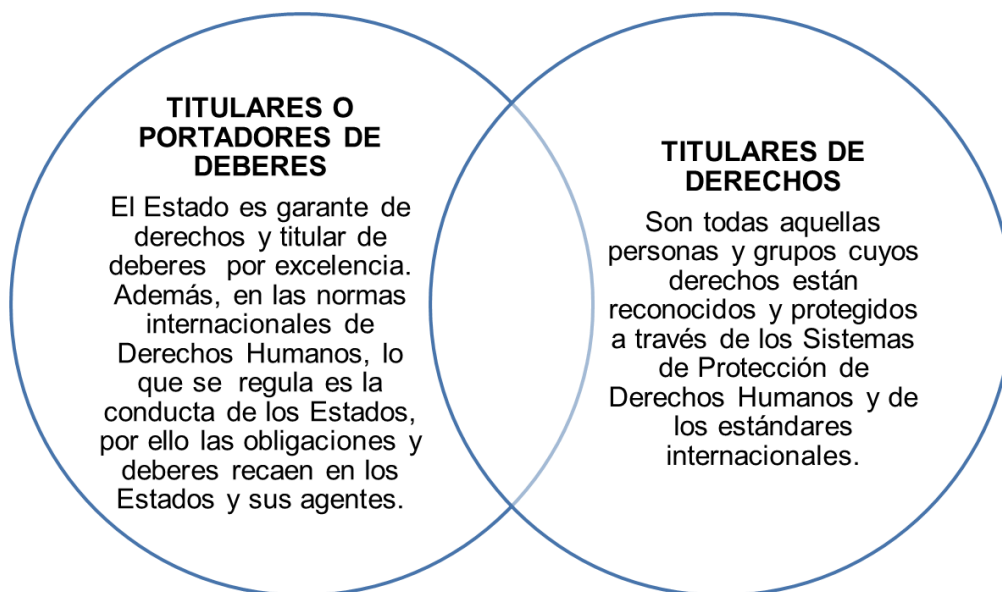 TITULARES O
PORTADORES DE
DEBERES
El Estado es garante de
derechos y titular de
deberes por excelencia.
Además, en las normas
internacionales de
Derechos Humanos, lo
que se regula es la
conducta de los Estados,
por ello las obligaciones y
deberes recaen en los
Estados y sus agentes.
TITULARES DE
DERECHOS
Son todas aquellas
personas y grupos cuyos
derechos están
reconocidos y protegidos
a través de los Sistemas
de Protección de
Derechos Humanos y de
los estándares
internacionales.